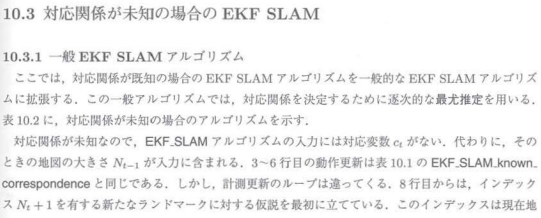 10.3 対応関係が未知の場合の EKF SLAM
10.3.1 一般 EKF SLAM アルゴリズム
ここでは，対応関係が既知の場合の EKF SLAM アルゴリズムを一般的な EKF SLAM アルゴリズ
ムに拡張する．この一般アルゴリズムでは，対応関係を決定するために逐次的な最尤推定を用いる．
表 10.2 に，対応関係が未知の場合のアルゴリズムを示す．
対応関係が未知なので，EKF_SLAM アルゴリズムの入力には対応変数 cₜ がない．代わりに，その
ときの地図の大きさ Nₜ₋₁ が入力に含まれる．3~6 行目の動作更新は表 10.1 の EKF_SLAM_known_
correspondence と同じである．しかし，計測更新のループは違ってくる．8 行目からは，インデック
ス Nₜ + 1 を有する新たなランドマークに対する仮説を最初に立てている．このインデックスは現在地